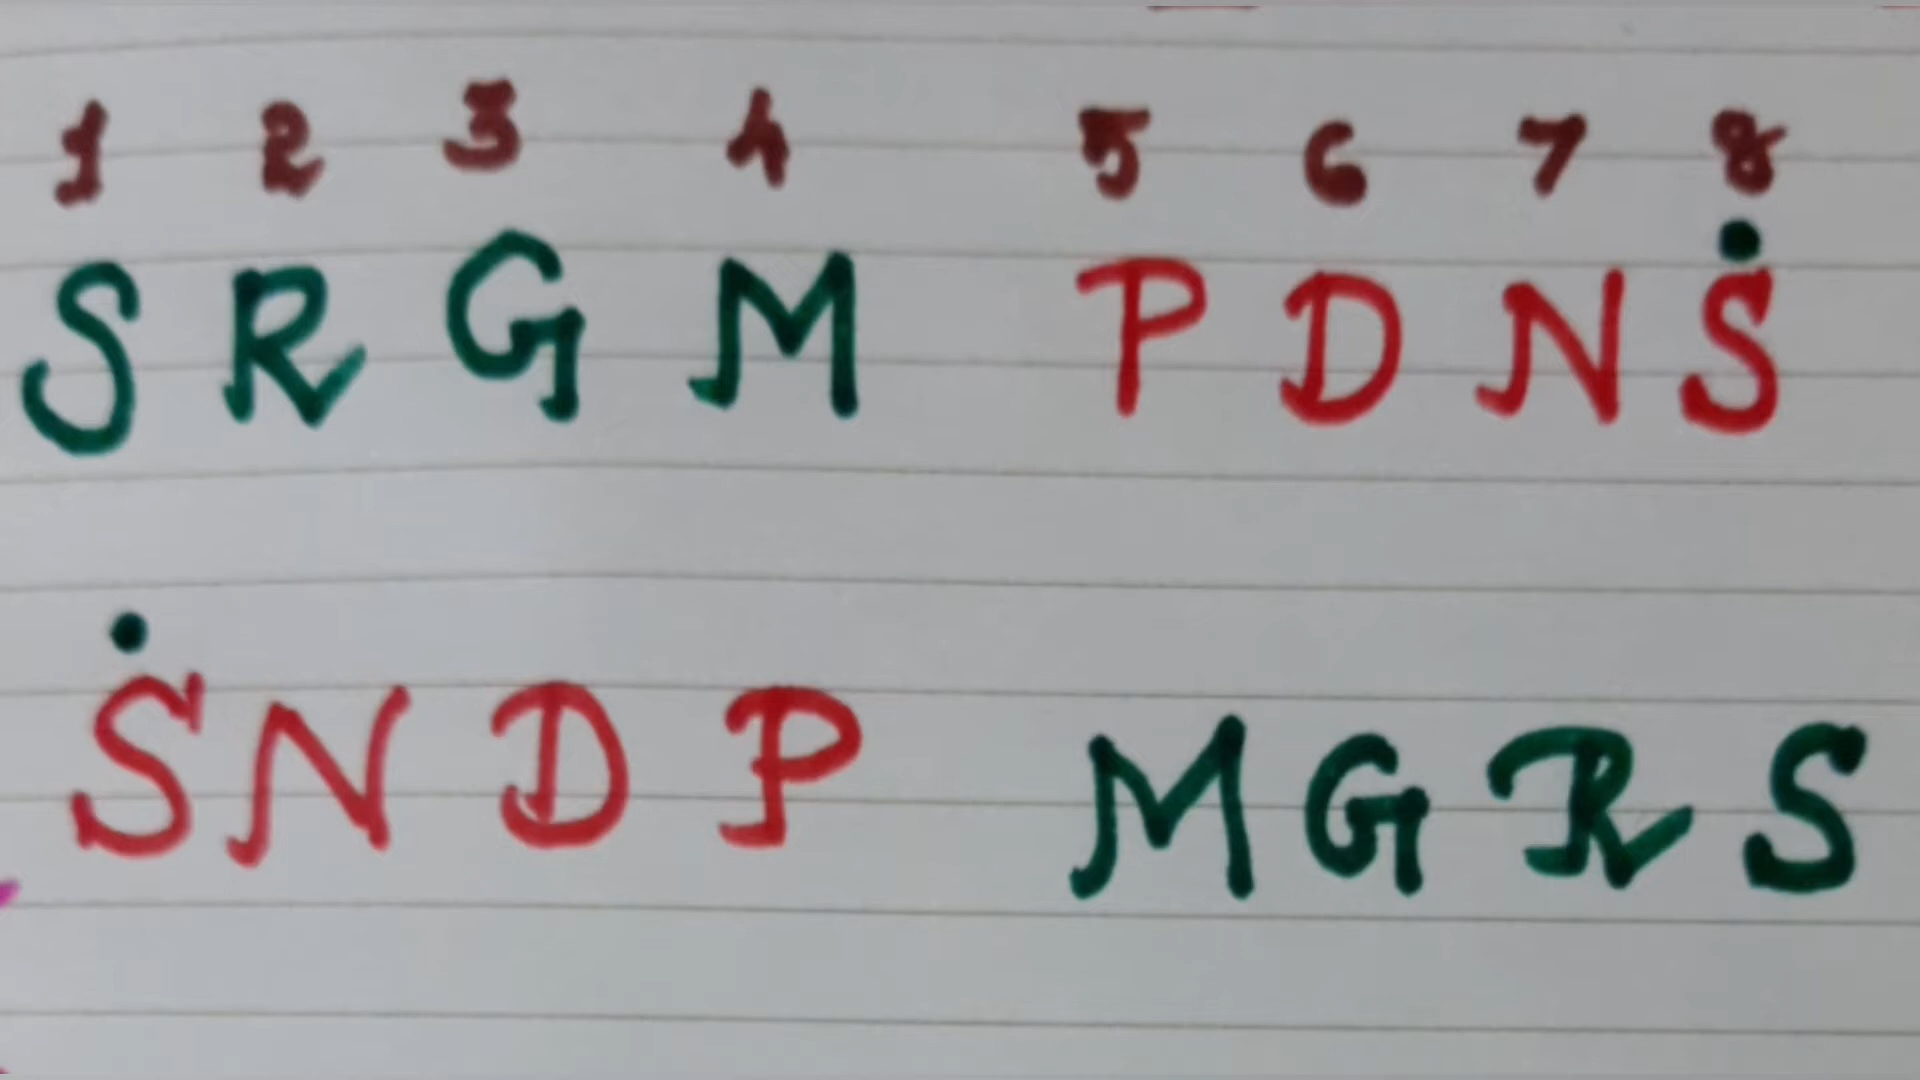 1 2 3 4 5 6 7 8
S R G M P D N Ṡ
Ṡ N D P M G R S